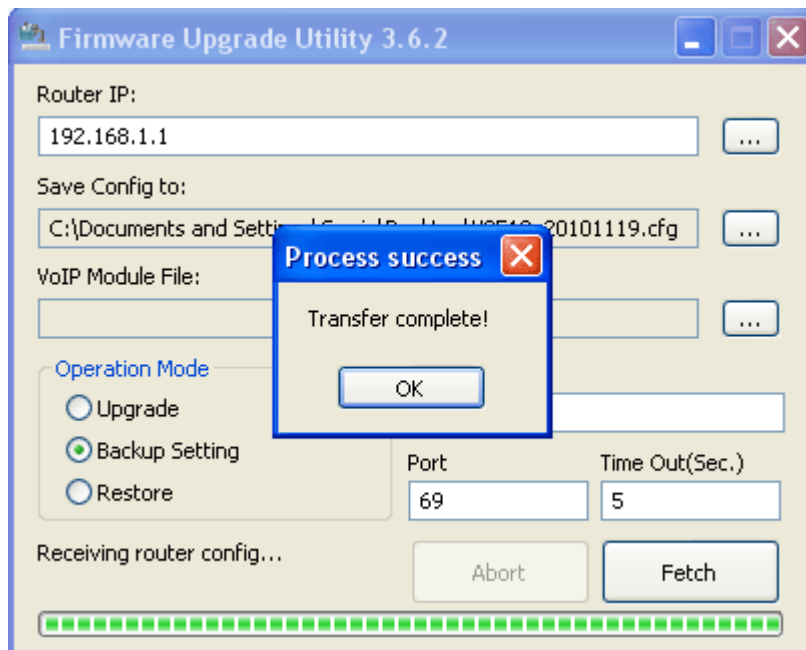 Firmware Upgrade Utility 3.6.2
Router IP:
192.168.1.1
...
Save Config to:
C:\Documents and 20101119.cfg
...
Process success
Transfer complete!
OK
VoIP Module File:
...
Operation Mode
Upgrade
Backup Setting
Restore
Port
Time Out(Sec.)
69
5
Receiving router config...
Abort
Fetch